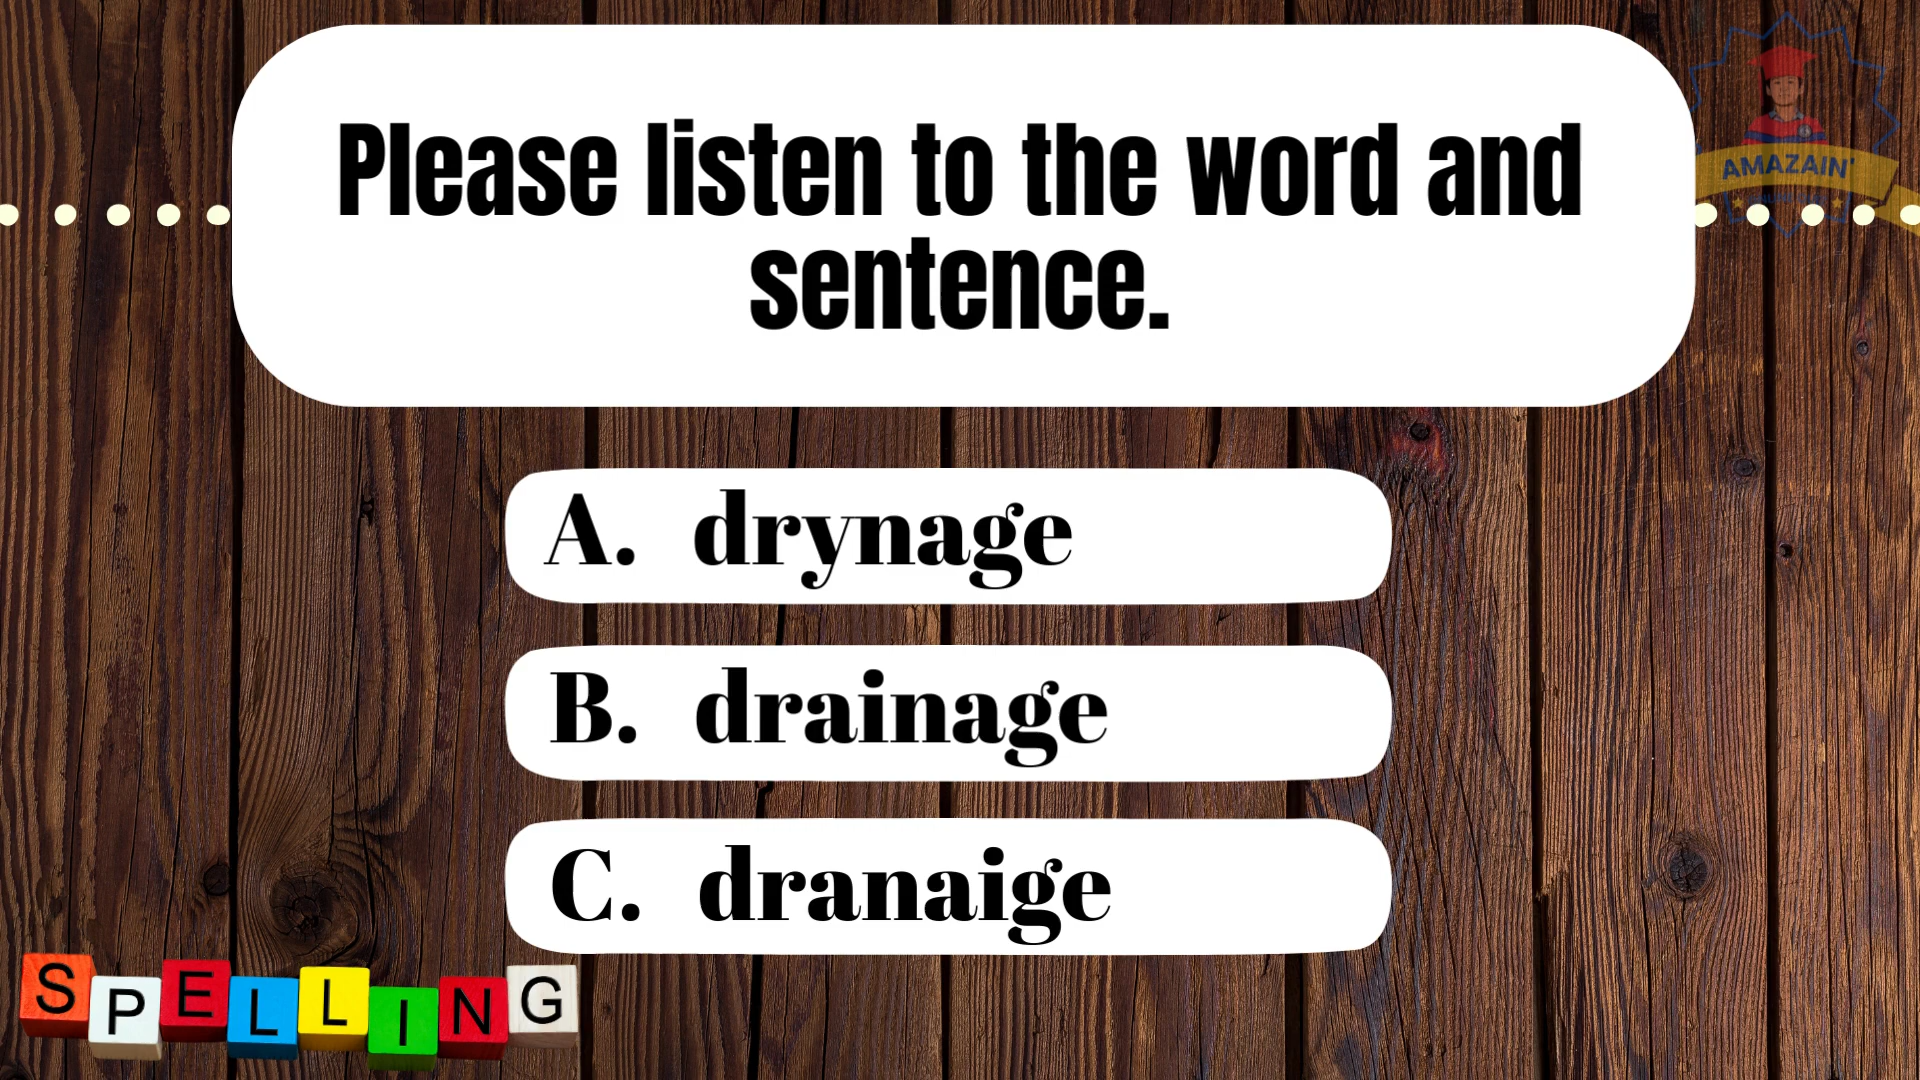 Please listen to the word and
sentence.
AMAZAIN'
A. drynage
B. drainage
C. dranaige
SPELLING